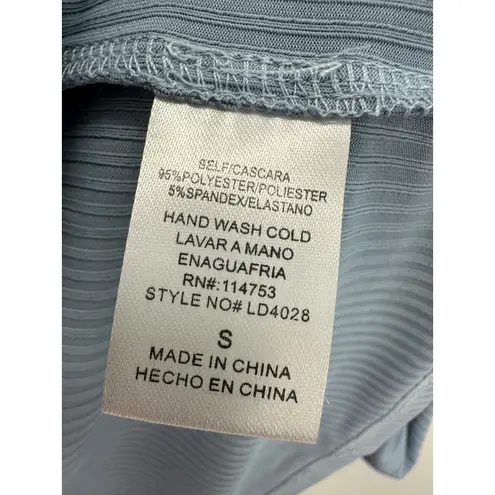 SELF/CASCARA
95%POLYESTER/POLIESTER
5%SPANDEX/ELASTANO
HAND WASH COLD
LAVAR A MANO
ENAGUAFRIA
RN#:114753
STYLE NO# LD4028
S
MADE IN CHINA
HECHO EN CHINA